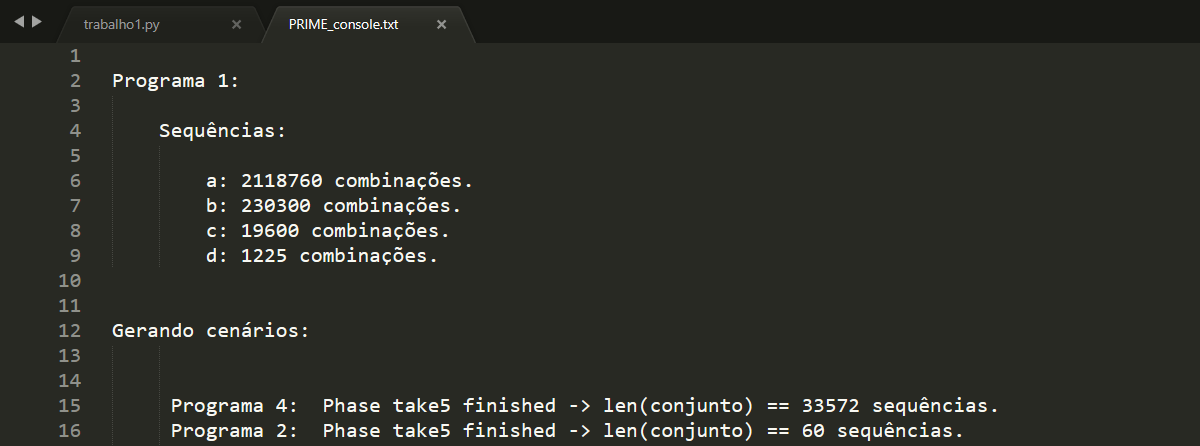 trabalho1.py × PRIME_console.txt ×
1
2 Programa 1:
3
4 Sequências:
5
6 a: 2118760 combinações.
7 b: 230300 combinações.
8 c: 19600 combinações.
9 d: 1225 combinações.
10
11
12 Gerando cenários:
13
14
15 Programa 4: Phase take5 finished -> len(conjunto) == 33572 sequências.
16 Programa 2: Phase take5 finished -> len(conjunto) == 60 sequências.